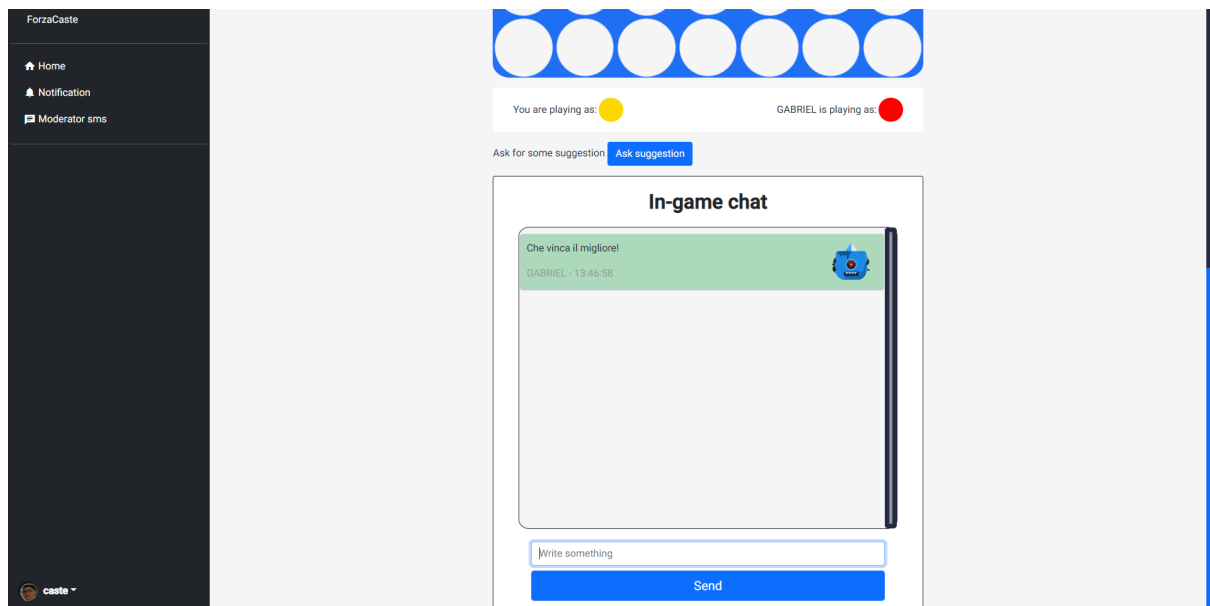 ForzaCaste
Home
Notification
Moderator sms
caste
You are playing as:
GABRIEL is playing as:
Ask for some suggestion Ask suggestion
In-game chat
Che vinca il migliore!
GABRIEL - 13:46:58
Write something
Send